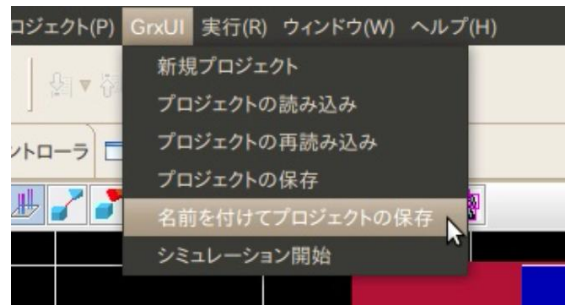 ロジェクト(P) GrxUI 実行(R) ウィンドウ(W) ヘルプ(H)
新規プロジェクト
プロジェクトの読み込み
プロジェクトの再読み込み
ントローラ
プロジェクトの保存
名前を付けてプロジェクトの保存
シミュレーション開始